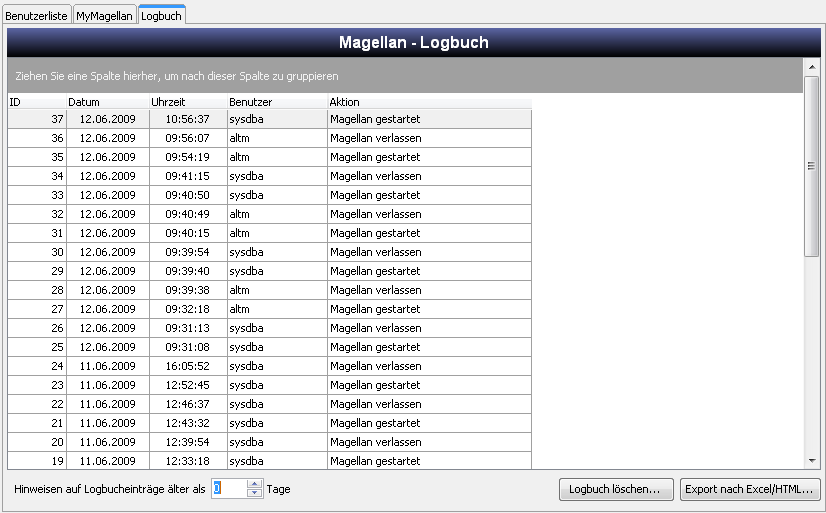 Benutzerliste MyMagellan Logbuch
Magellan - Logbuch
Ziehen Sie eine Spalte hierher, um nach dieser Spalte zu gruppieren
ID Datum Uhrzeit Benutzer Aktion
37 12.06.2009 10:56:37 sysdba Magellan gestartet
36 12.06.2009 09:56:07 altm Magellan verlassen
35 12.06.2009 09:54:19 altm Magellan gestartet
34 12.06.2009 09:41:15 sysdba Magellan verlassen
33 12.06.2009 09:40:50 sysdba Magellan gestartet
32 12.06.2009 09:40:49 altm Magellan verlassen
31 12.06.2009 09:40:15 altm Magellan gestartet
30 12.06.2009 09:39:54 sysdba Magellan verlassen
29 12.06.2009 09:39:40 sysdba Magellan gestartet
28 12.06.2009 09:39:38 altm Magellan verlassen
27 12.06.2009 09:32:18 altm Magellan gestartet
26 12.06.2009 09:31:13 sysdba Magellan verlassen
25 12.06.2009 09:31:08 sysdba Magellan gestartet
24 11.06.2009 16:05:52 sysdba Magellan verlassen
23 11.06.2009 12:52:45 sysdba Magellan gestartet
22 11.06.2009 12:46:37 sysdba Magellan verlassen
21 11.06.2009 12:43:32 sysdba Magellan gestartet
20 11.06.2009 12:39:54 sysdba Magellan verlassen
19 11.06.2009 12:33:18 sysdba Magellan gestartet
Hinweisen auf Logbucheinträge älter als 0 Tage Logbuch löschen... Export nach Excel/HTML...